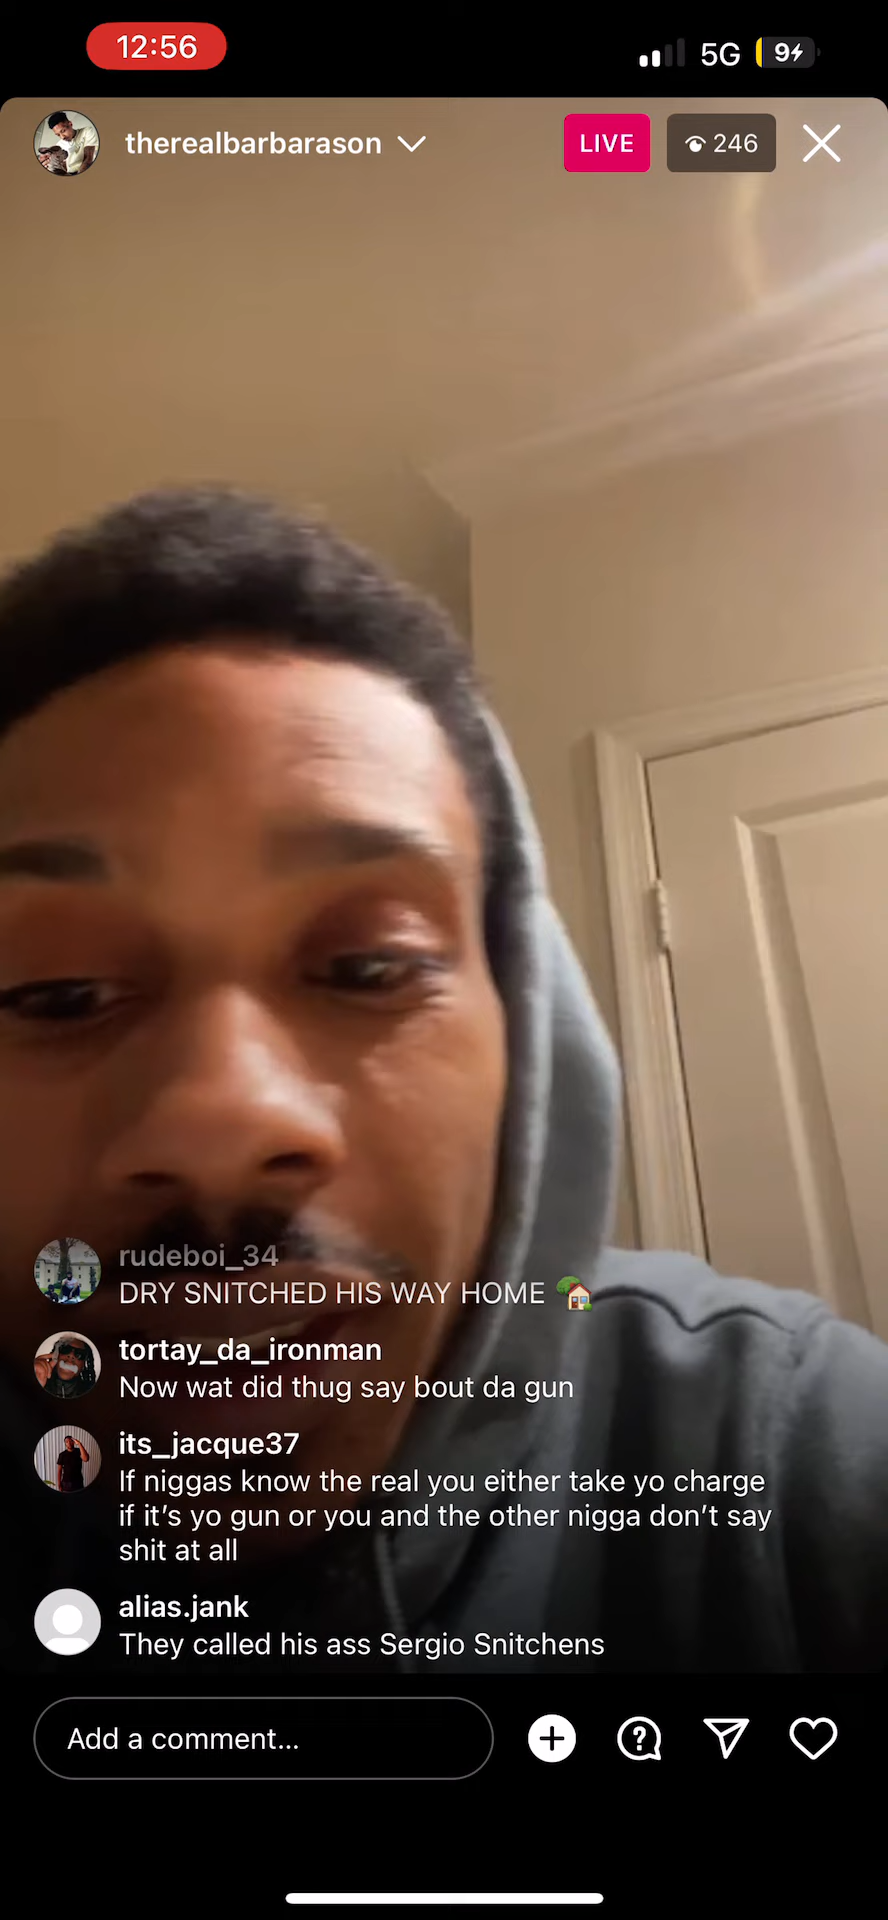 12:56
5G
9
therealbarbarason
LIVE
246
rudeboi_34
DRY SNITCHED HIS WAY HOME 🏡
tortay_da_ironman
Now wat did thug say bout da gun
its_jacque37
If niggas know the real you either take yo charge
if it’s yo gun or you and the other nigga don’t say
shit at all
alias.jank
They called his ass Sergio Snitchens
Add a comment...